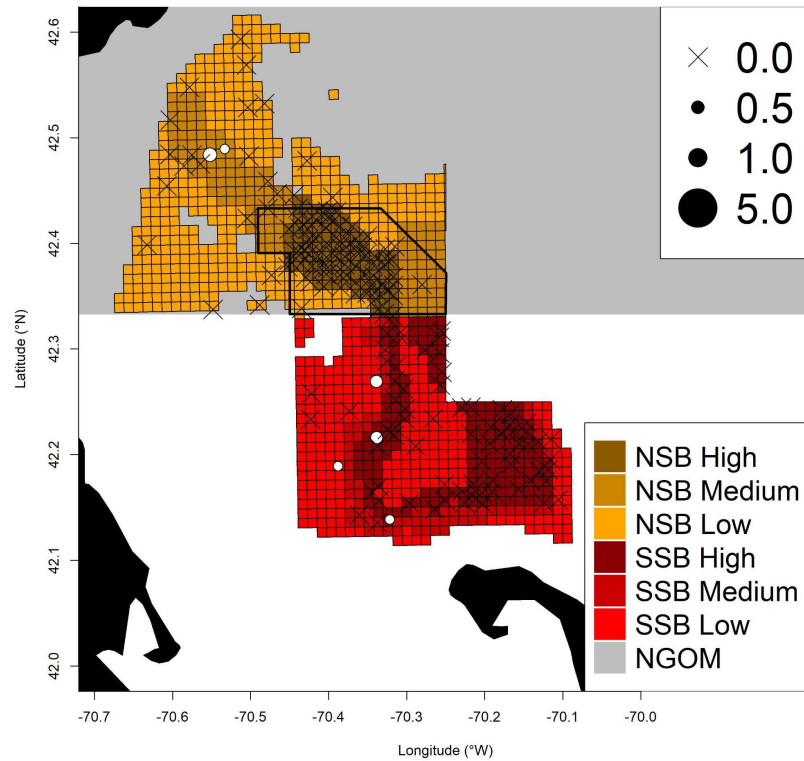 0.0
0.5
1.0
5.0
42.6
42.5
42.4
42.3
42.2
42.1
42.0
Latitude (°N)
NSB High
NSB Medium
NSB Low
SSB High
SSB Medium
SSB Low
NGOM
-70.7 -70.6 -70.5 -70.4 -70.3 -70.2 -70.1 -70.0
Longitude (°W)